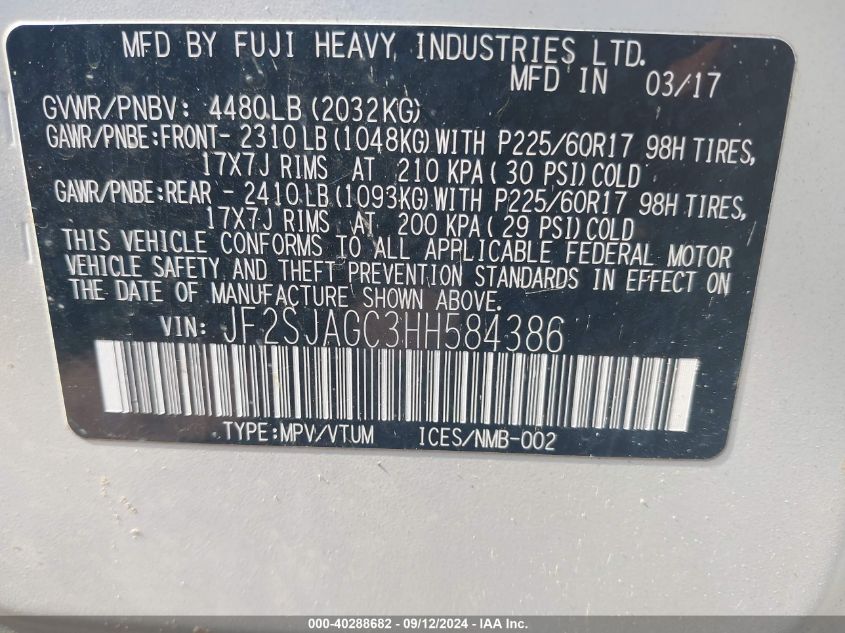 MFD BY FUJI HEAVY INDUSTRIES LTD.
MFD IN 03/17
GVWR/PNBV: 4480LB (2032KG)
GAWR/PNBE:FRONT- 2310 LB (1048KG) WITH P225/60R17 98H TIRES,
17X7J RIMS AT 210 KPA ( 30 PSI) COLD
GAWR/PNBE:REAR - 2410 LB (1093KG) WITH P225/60R17 98H TIRES,
17X7J RIMS AT 200 KPA ( 29 PSI) COLD
THIS VEHICLE CONFORMS TO ALL APPLICABLE FEDERAL MOTOR
VEHICLE SAFETY AND THEFT PREVENTION STANDARDS IN EFFECT ON
THE DATE OF MANUFACTURE SHOWN ABOVE.
VIN: JF2SJAGC3HH584386
TYPE:MPV/VTUM ICES/NMB-002
000-40288682 - 09/12/2024 - IAA Inc.